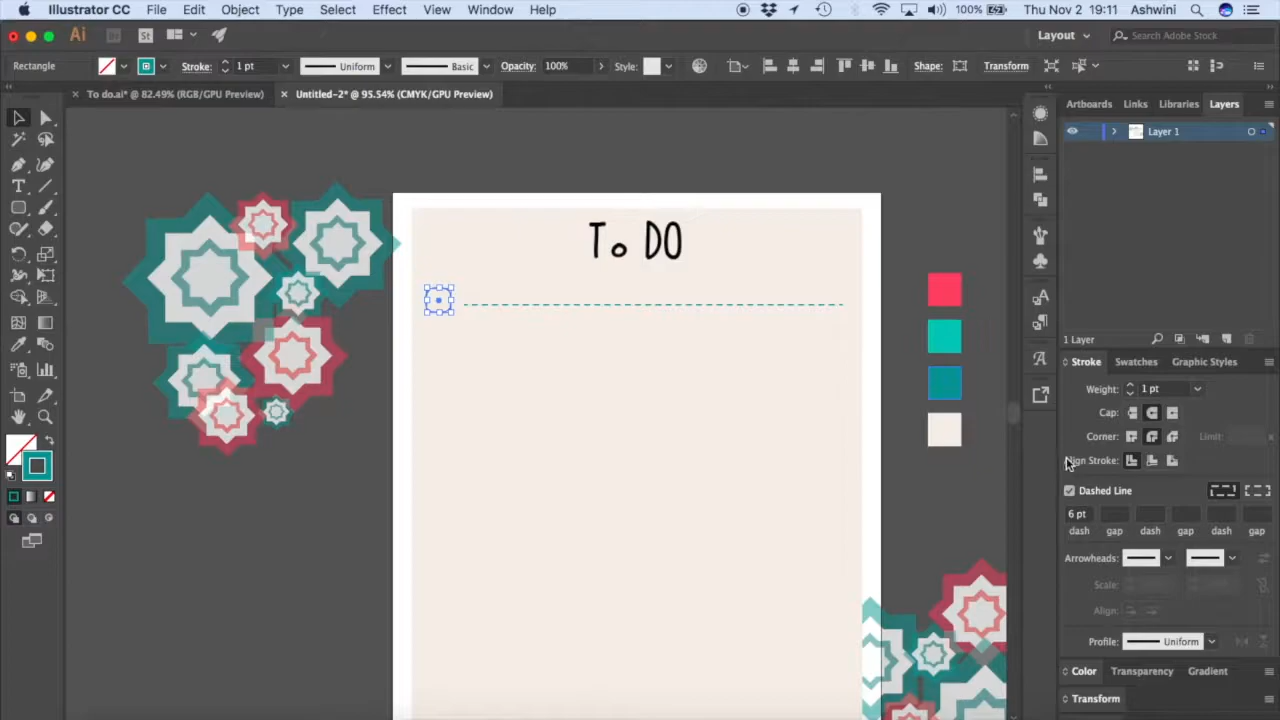 Illustrator CC File Edit Object Type Select Effect View Window Help 100% Thu Nov 2 19:11 Ashwini
Ai Br St Layout Search Adobe Stock
Rectangle Stroke: 1 pt Uniform Basic Opacity: 100% Style: Shape: Transform
× To do.ai* @ 82.49% (RGB/GPU Preview) × Untitled-2* @ 95.54% (CMYK/GPU Preview)
Artboards Links Libraries Layers
Layer 1
To DO
1 Layer
Stroke Swatches Graphic Styles
Weight: 1 pt
Cap:
Corner: Limit:
Align Stroke:
Dashed Line
6 pt
dash gap dash gap dash gap
Arrowheads:
Scale:
Align:
Profile: Uniform
Color Transparency Gradient
Transform